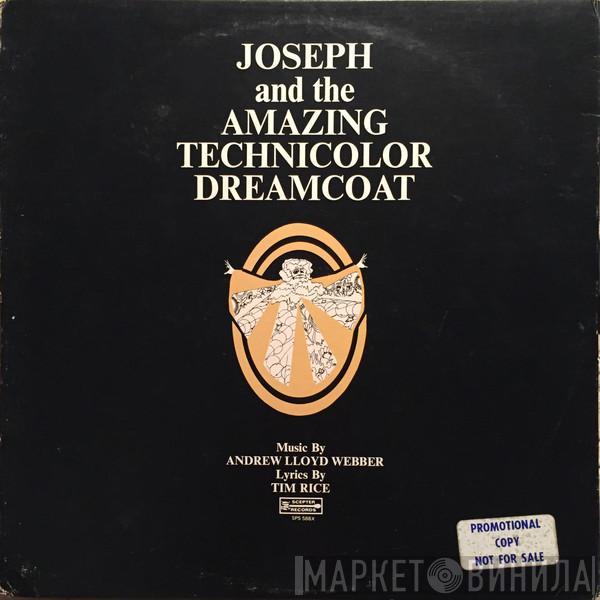 JOSEPH
and the
AMAZING
TECHNICOLOR
DREAMCOAT
Music By
ANDREW LLOYD WEBBER
Lyrics By
TIM RICE
SCEPTER
RECORDS
SPS 588X
PROMOTIONAL
COPY
NOT FOR SALE
МАРКЕТ ВИНИЛА